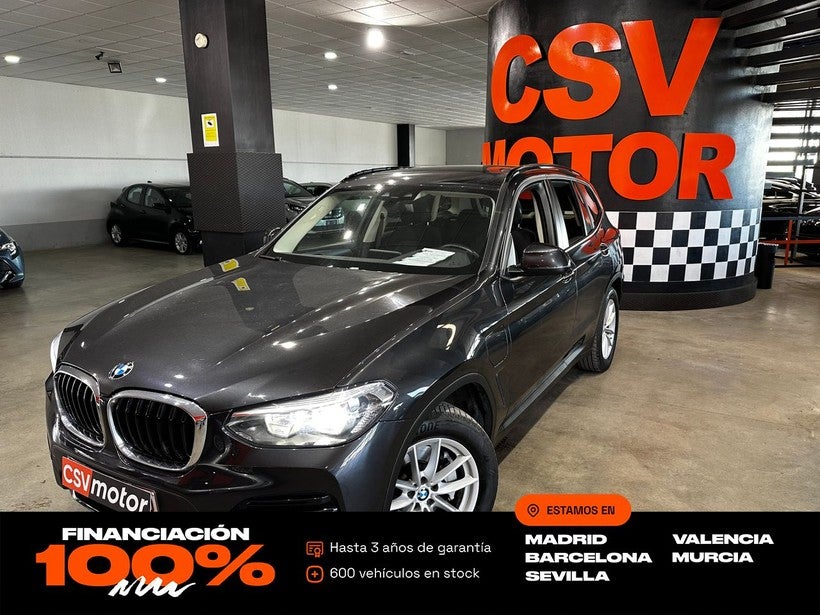 CSV
MOTOR
CSVmotor
FINANCIACIÓN
100%
Hasta 3 años de garantía
600 vehículos en stock
ESTAMOS EN
MADRID
BARCELONA
SEVILLA
VALENCIA
MURCIA